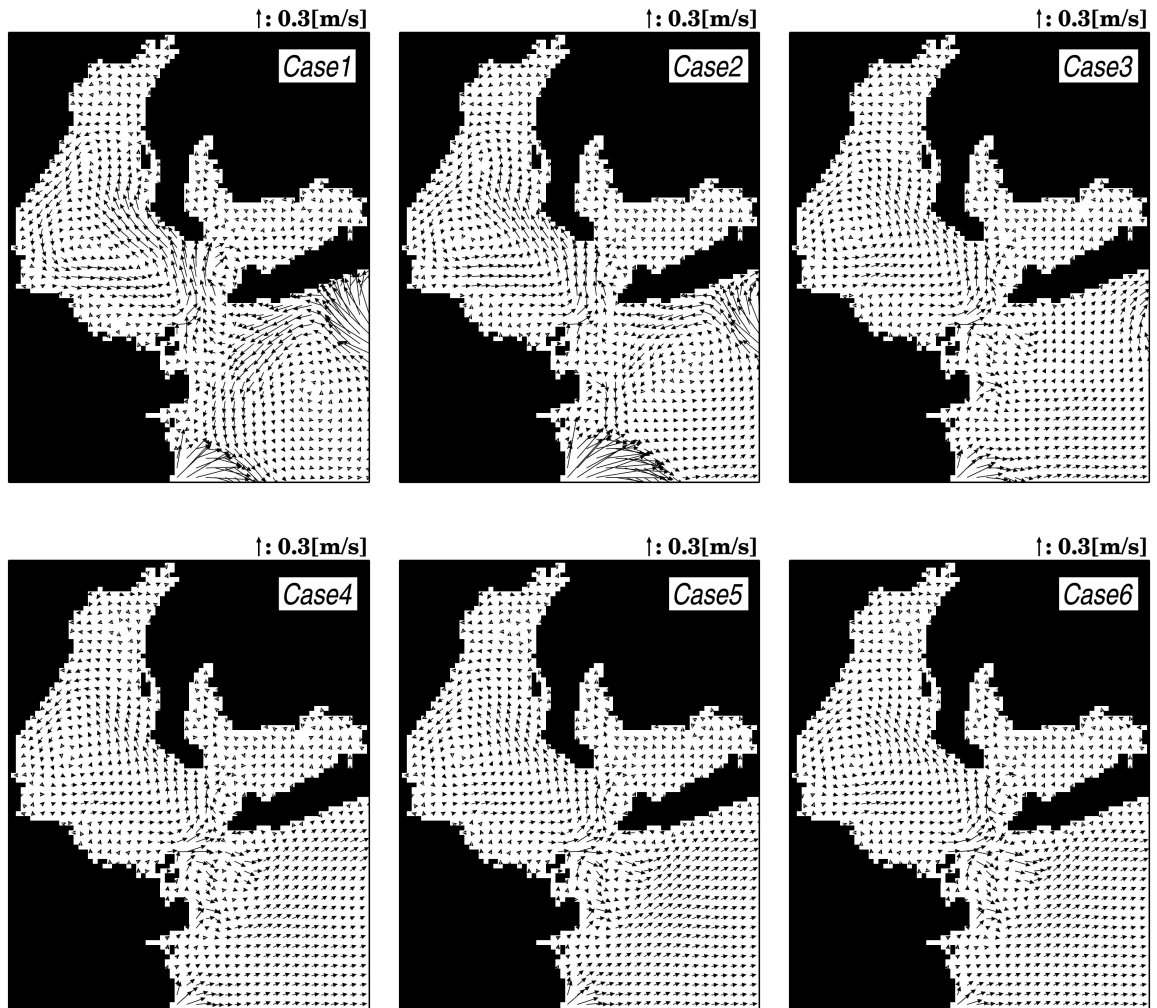 ↑: 0.3[m/s] ↑: 0.3[m/s] ↑: 0.3[m/s]
Case1 Case2 Case3
↑: 0.3[m/s] ↑: 0.3[m/s] ↑: 0.3[m/s]
Case4 Case5 Case6